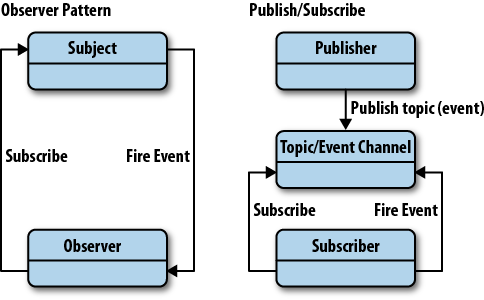 Observer Pattern
Subject
Subscribe
Fire Event
Observer
Publish/Subscribe
Publisher
Publish topic (event)
Topic/Event Channel
Subscribe
Fire Event
Subscriber